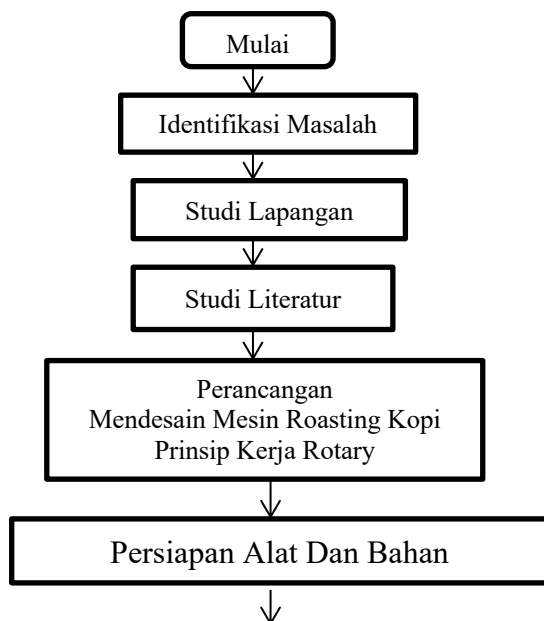 Mulai
Identifikasi Masalah
Studi Lapangan
Studi Literatur
Perancangan
Mendesain Mesin Roasting Kopi
Prinsip Kerja Rotary
Persiapan Alat Dan Bahan